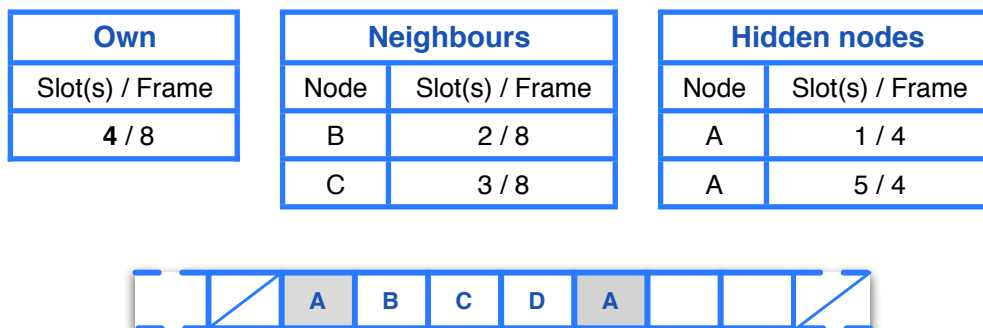 Own Neighbours Hidden nodes
Slot(s) / Frame Node Slot(s) / Frame Node Slot(s) / Frame
4 / 8 B 2 / 8 A 1 / 4
C 3 / 8 A 5 / 4
A B C D A